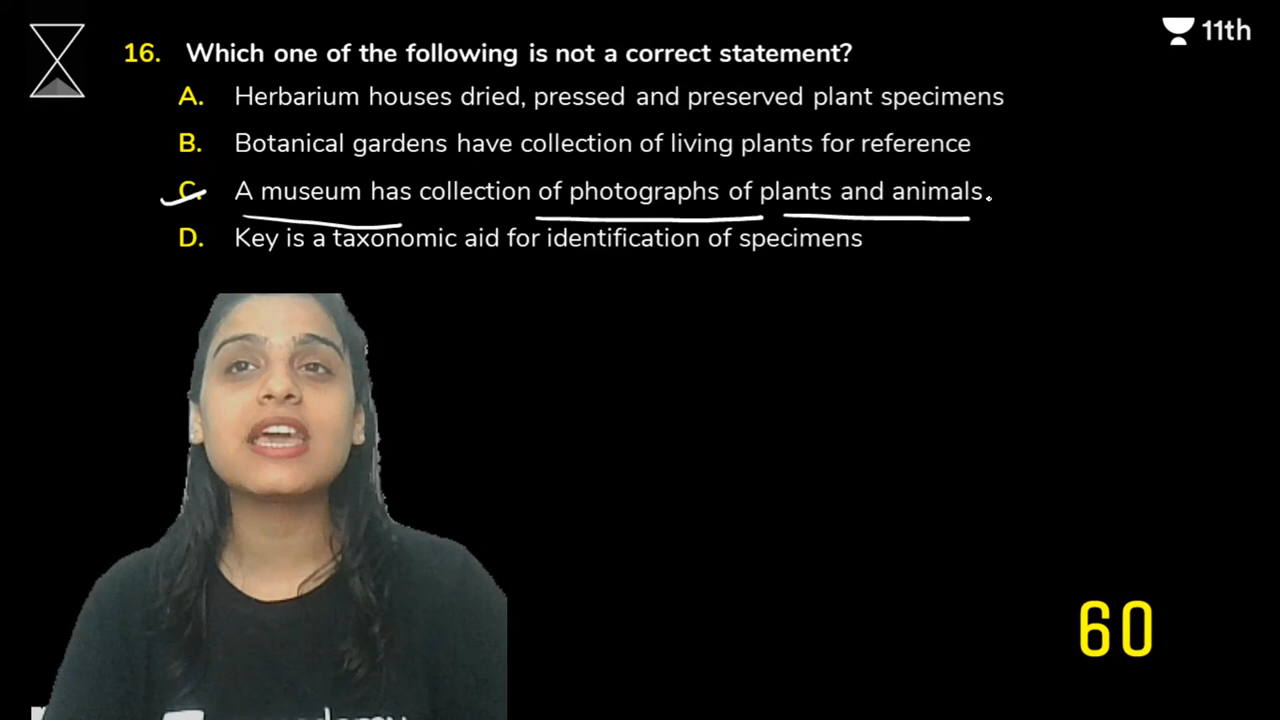 11th
16. Which one of the following is not a correct statement?
A. Herbarium houses dried, pressed and preserved plant specimens
B. Botanical gardens have collection of living plants for reference
C. A museum has collection of photographs of plants and animals.
D. Key is a taxonomic aid for identification of specimens
60